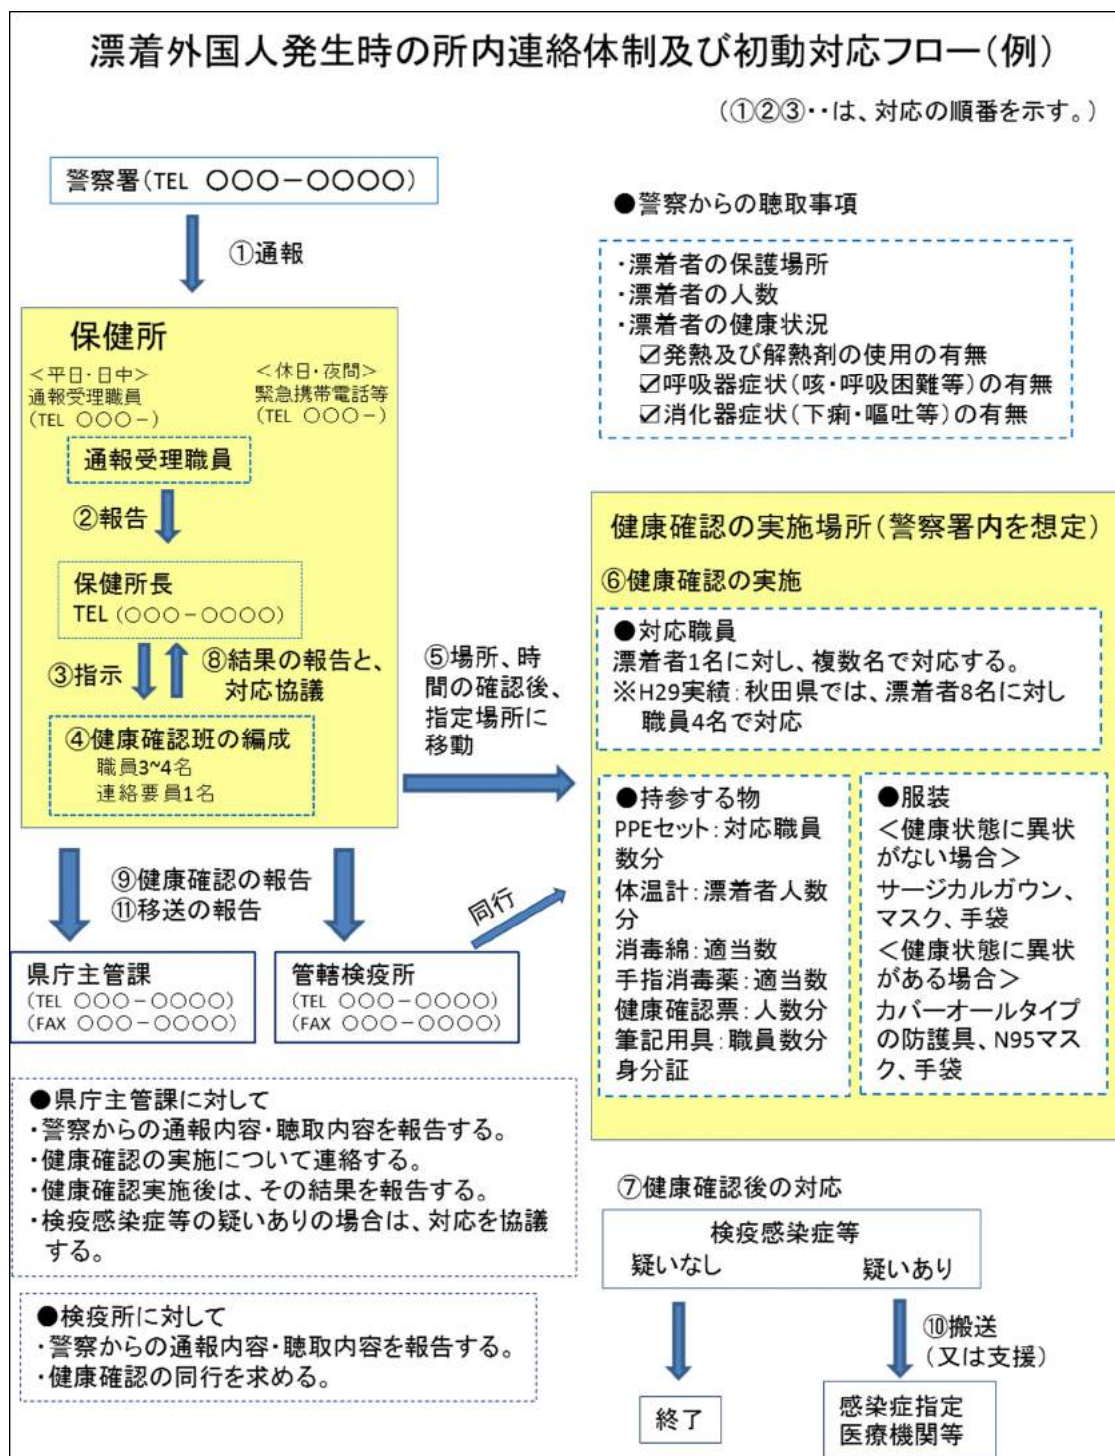 漂着外国人発生時の所内連絡体制及び初動対応フロー(例)
(①②③・・は、対応の順番を示す。)
警察署(TEL 〇〇〇-〇〇〇〇)
①通報
保健所
<平日・日中>
通報受理職員
(TEL 〇〇〇-)
<休日・夜間>
緊急携帯電話等
(TEL 〇〇〇-)
通報受理職員
②報告
保健所長
TEL (〇〇〇-〇〇〇〇)
③指示
⑧結果の報告と、
対応協議
④健康確認班の編成
職員3~4名
連絡要員1名
⑤場所、時
間の確認後、
指定場所に
移動
⑨健康確認の報告
⑪移送の報告
同行
県庁主管課
(TEL 〇〇〇-〇〇〇〇)
(FAX 〇〇〇-〇〇〇〇)
管轄検疫所
(TEL 〇〇〇-〇〇〇〇)
(FAX 〇〇〇-〇〇〇〇)
●県庁主管課に対して
・警察からの通報内容・聴取内容を報告する。
・健康確認の実施について連絡する。
・健康確認実施後は、その結果を報告する。
・検疫感染症等の疑いありの場合は、対応を協議
する。
●検疫所に対して
・警察からの通報内容・聴取内容を報告する。
・健康確認の同行を求める。
●警察からの聴取事項
・漂着者の保護場所
・漂着者の人数
・漂着者の健康状況
☑発熱及び解熱剤の使用の有無
☑呼吸器症状(咳・呼吸困難等)の有無
☑消化器症状(下痢・嘔吐等)の有無
健康確認の実施場所(警察署内を想定)
⑥健康確認の実施
●対応職員
漂着者1名に対し、複数名で対応する。
※H29実績:秋田県では、漂着者8名に対し
職員4名で対応
●持参する物
PPEセット:対応職員
数分
体温計:漂着者人数
分
消毒綿:適当数
手指消毒薬:適当数
健康確認票:人数分
筆記用具:職員数分
身分証
●服装
<健康状態に異状
がない場合>
サージカルガウン、
マスク、手袋
<健康状態に異状
がある場合>
カバーオールタイプ
の防護具、N95マス
ク、手袋
⑦健康確認後の対応
検疫感染症等
疑いなし
疑いあり
⑩搬送
(又は支援)
終了
感染症指定
医療機関等